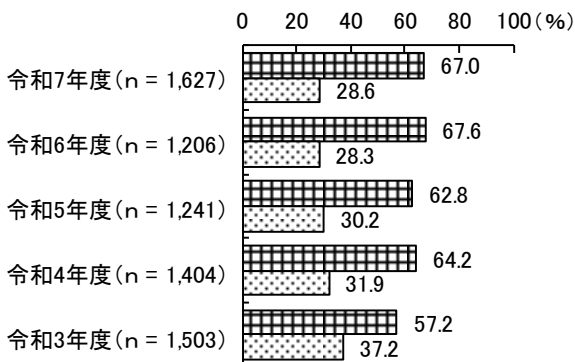 0 20 40 60 80 100(%)
令和7年度(n = 1,627) 67.0
28.6
令和6年度(n = 1,206) 67.6
28.3
令和5年度(n = 1,241) 62.8
30.2
令和4年度(n = 1,404) 64.2
31.9
令和3年度(n = 1,503) 57.2
37.2